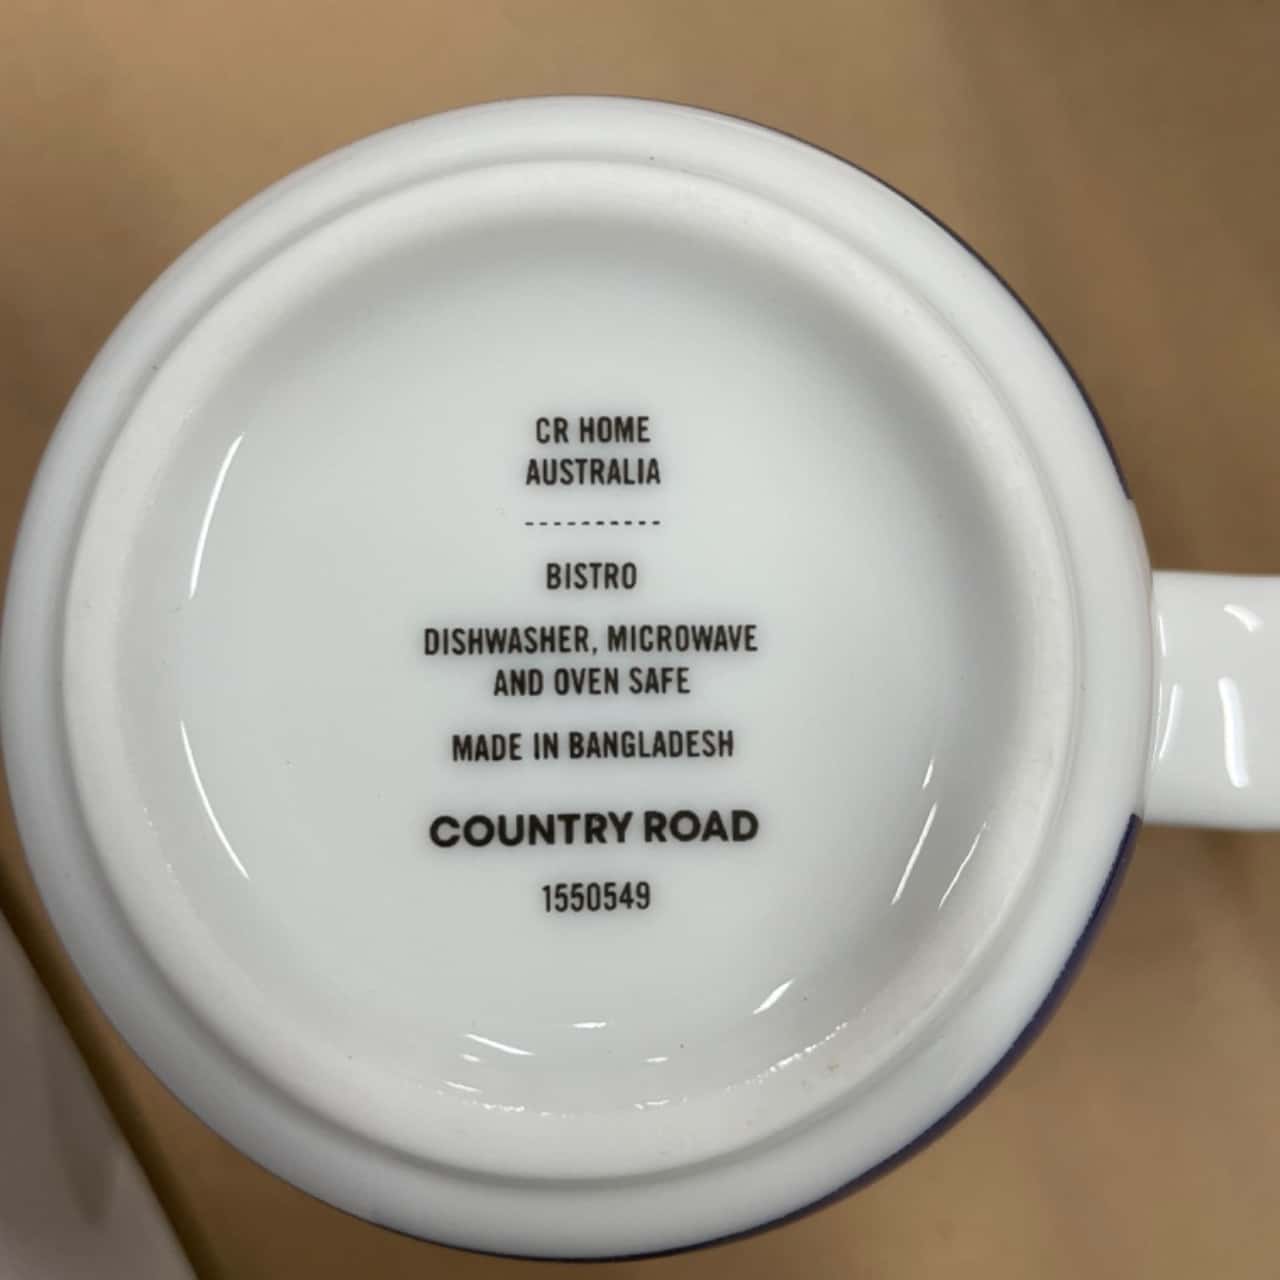 CR HOME
AUSTRALIA
----------
BISTRO
DISHWASHER, MICROWAVE
AND OVEN SAFE
MADE IN BANGLADESH
COUNTRY ROAD
1550549